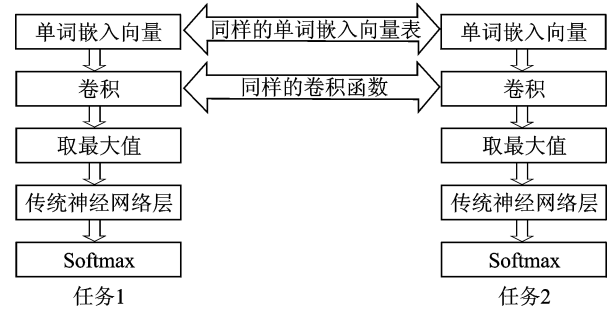 单词嵌入向量 同样的单词嵌入向量表 单词嵌入向量
卷积 同样的卷积函数 卷积
取最大值 取最大值
传统神经网络层 传统神经网络层
Softmax Softmax
任务1 任务2